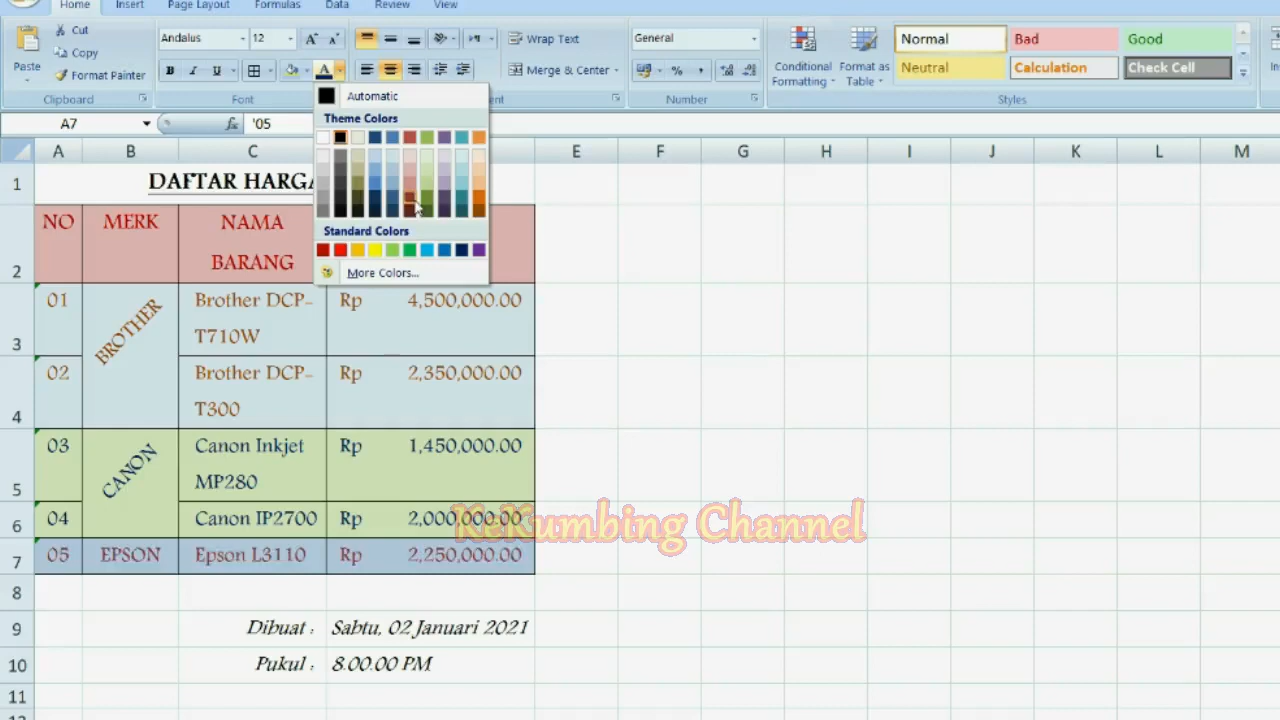 Home Insert Page Layout Formulas Data Review View
Paste
Cut
Copy
Format Painter
Clipboard
Andalus 12
B I U
A
Font
Wrap Text
Merge & Center
nt
General
%
Number
Conditional Formatting
Format as Table
Normal Bad Good
Neutral Calculation Check Cell
Styles
A7 fx '05
Automatic
Theme Colors
Standard Colors
More Colors...
A B C E F G H I J K L M
1 DAFTAR HARGA
2 NO MERK NAMA BARANG
3 01 BROTHER Brother DCP-T710W Rp 4,500,000.00
4 02 Brother DCP-T300 Rp 2,350,000.00
5 03 CANON Canon Inkjet MP280 Rp 1,450,000.00
6 04 Canon IP2700 Rp 2,000,000.00
KeKumbing Channel
7 05 EPSON Epson L3110 Rp 2,250,000.00
8
9 Dibuat : Sabtu, 02 Januari 2021
10 Pukul : 8.00.00 PM
11